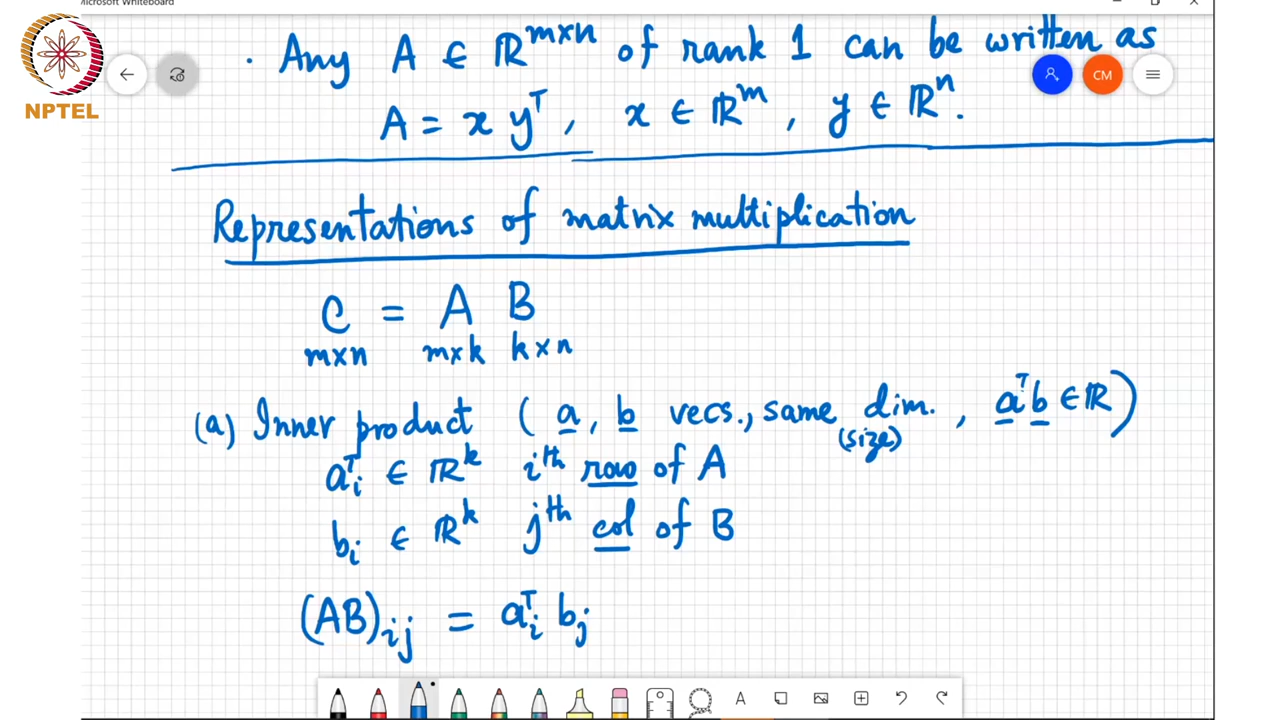 Microsoft Whiteboard
· Any A ∈ ℝ^{m×n} of rank 1 can be written as
A = x y^T, x ∈ ℝ^m, y ∈ ℝ^n.
NPTEL
CM
Representations of matrix multiplication
C = A B
m×n m×k k×n
(a) Inner product ( a, b vecs., same dim. , a^T b ∈ ℝ )
(size)
a_i^T ∈ ℝ^k i^th row of A
b_i ∈ ℝ^k j^th col of B
(AB)_{ij} = a_i^T b_j
A